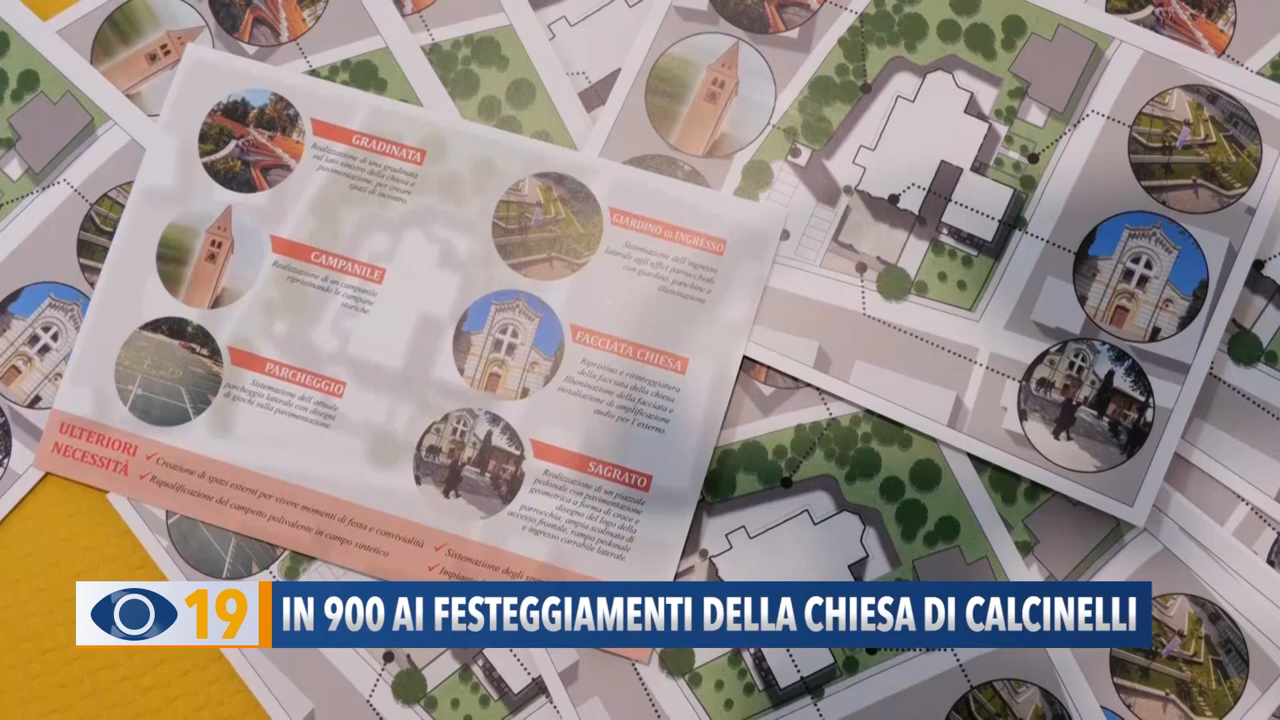 GRADINATA
Realizzazione di una gradinata
sul lato sinistro della chiesa e
pavimentazione, per creare
spazi di incontro.
CAMPANILE
Realizzazione di un campanile
ripristinando le campane
storiche.
PARCHEGGIO
Sistemazione dell'attuale
parcheggio laterale con disegni
di giochi sulla pavimentazione.
GIARDINO DI INGRESSO
Sistemazione dell'ingresso
laterale agli uffici parrocchiali
con giardino, panchine e
illuminazione.
FACCIATA CHIESA
Ripristino e ritinteggiatura
della facciata della chiesa.
Illuminazione della facciata e
installazione di amplificazione
audio per l'esterno.
SAGRATO
Realizzazione di un piazzale
pedonale con pavimentazione
geometrica a forma di croce e
disegno del logo della
parrocchia, ampia scalinata di
accesso frontale, rampa pedonale
e ingresso carrabile laterale.
ULTERIORI
NECESSITÀ
Creazione di spazi esterni per vivere momenti di festa e convivialità
Riqualificazione del campetto polivalente in campo sintetico
Sistemazione degli
19
IN 900 AI FESTEGGIAMENTI DELLA CHIESA DI CALCINELLI